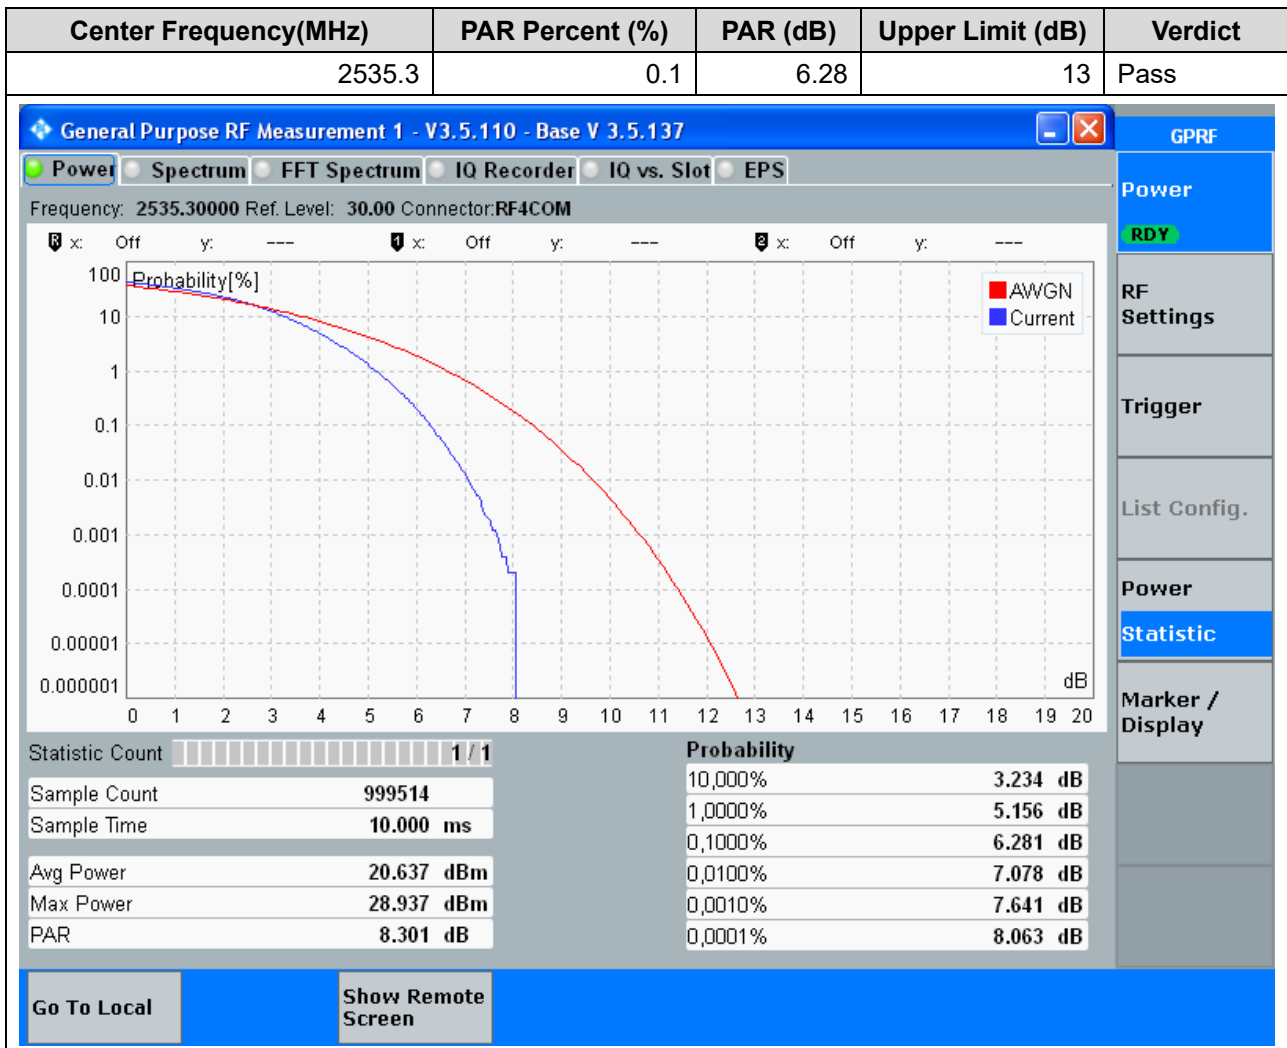 Center Frequency(MHz) PAR Percent (%) PAR (dB) Upper Limit (dB) Verdict
2535.3 0.1 6.28 13 Pass
General Purpose RF Measurement 1 - V3.5.110 - Base V 3.5.137
GPRF
Power Spectrum FFT Spectrum IQ Recorder IQ vs. Slot EPS
Frequency: 2535.30000 Ref. Level: 30.00 Connector:RF4COM
R x: Off y: --- 1 x: Off y: --- 2 x: Off y: ---
Probability[%]
AWGN
Current
100
10
1
0.1
0.01
0.001
0.0001
0.00001
0.000001
dB
0 1 2 3 4 5 6 7 8 9 10 11 12 13 14 15 16 17 18 19 20
Statistic Count 1 / 1
Sample Count 999514
Sample Time 10.000 ms
Avg Power 20.637 dBm
Max Power 28.937 dBm
PAR 8.301 dB
Probability
10,000% 3.234 dB
1,0000% 5.156 dB
0,1000% 6.281 dB
0,0100% 7.078 dB
0,0010% 7.641 dB
0,0001% 8.063 dB
Power
RDY
RF
Settings
Trigger
List Config.
Power
Statistic
Marker /
Display
Go To Local
Show Remote
Screen